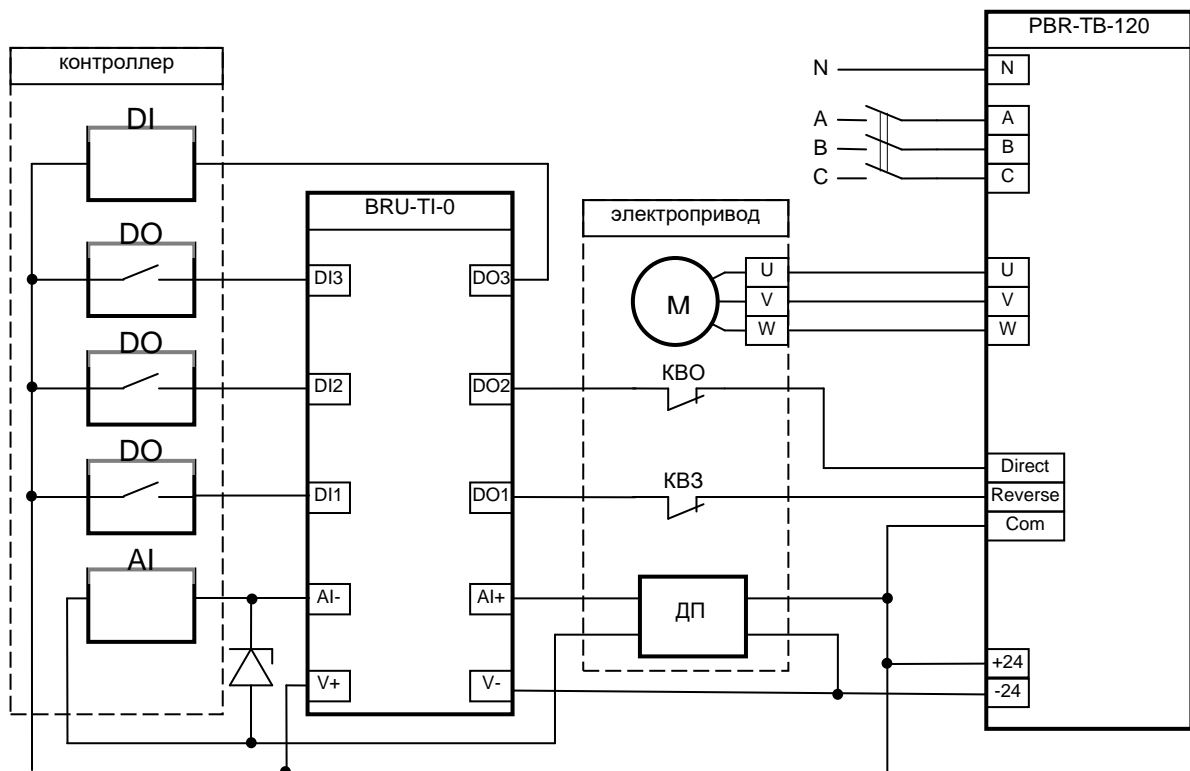 PBR-TB-120
контроллер
N
N
DI
A
A
B
B
C
C
BRU-TI-0
электропривод
DO
DI3
DO3
M
U
U
V
V
W
W
DO
КВО
DI2
DO2
DO
КВЗ
Direct
DI1
DO1
Reverse
Com
AI
AI-
AI+
ДП
+24
V+
V-
-24